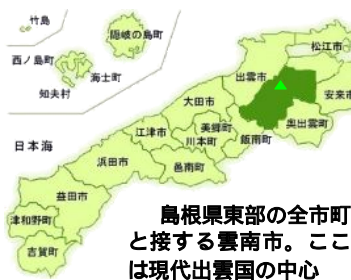 竹島
隠岐の島町
西ノ島町
海士町
知夫村
松江市
出雲市
安来市
大田市
奥出雲町
美郷町
飯南町
川本町
江津市
日本海
邑南町
浜田市
益田市
津和野町
吉賀町
島根県東部の全市町
と接する雲南市。ここ
は現代出雲国の中心